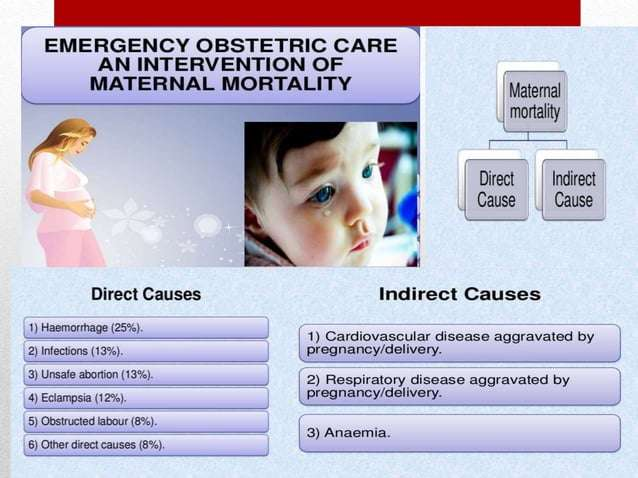 EMERGENCY OBSTETRIC CARE
AN INTERVENTION OF
MATERNAL MORTALITY
Maternal
mortality
Direct
Cause
Indirect
Cause
Direct Causes
1) Haemorrhage (25%).
2) Infections (13%).
3) Unsafe abortion (13%).
4) Eclampsia (12%).
5) Obstructed labour (8%).
6) Other direct causes (8%).
Indirect Causes
1) Cardiovascular disease aggravated by
pregnancy/delivery.
2) Respiratory disease aggravated by
pregnancy/delivery.
3) Anaemia.